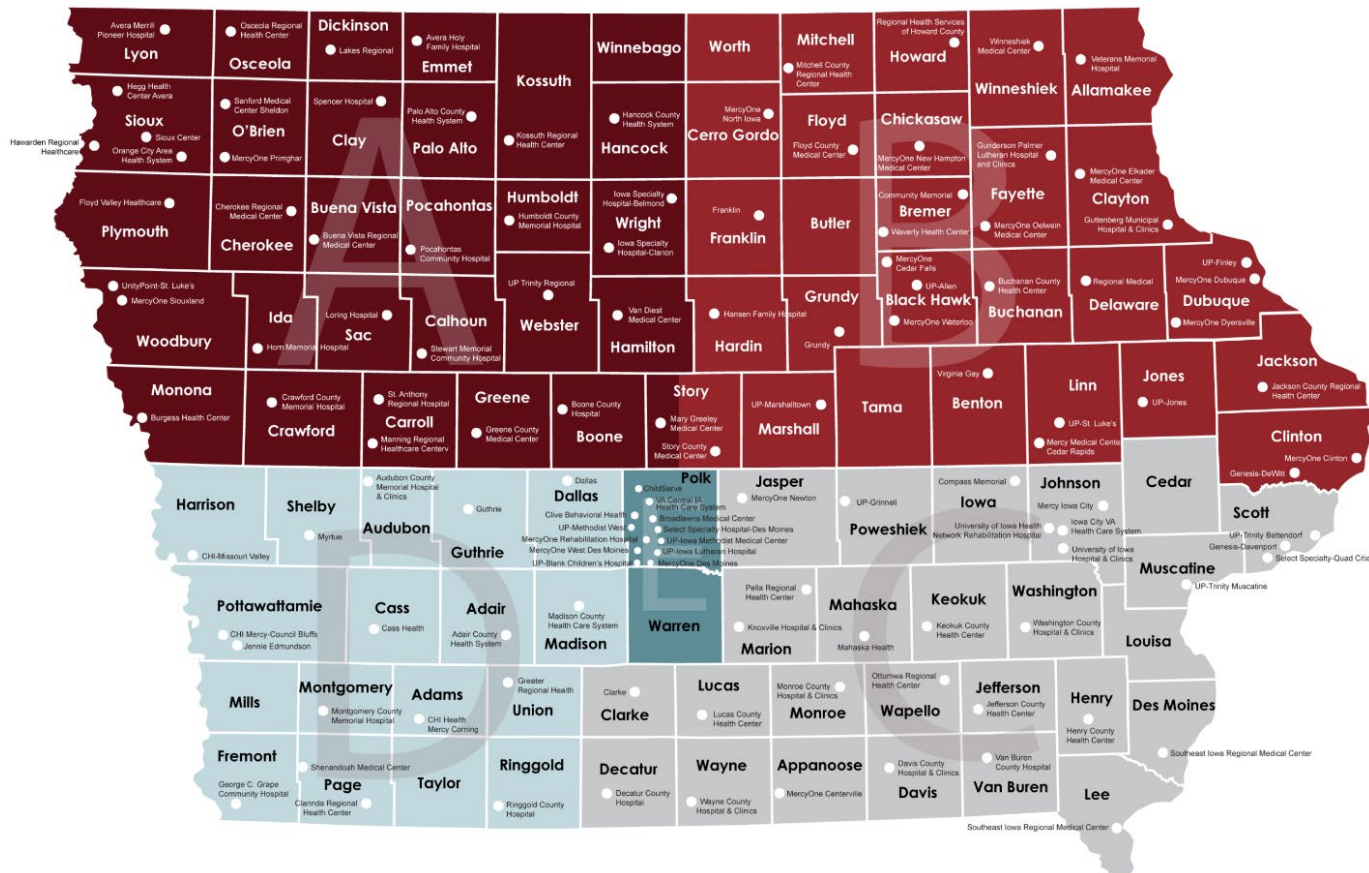 Avera Merrill
Pioneer Hospital
Lyon
Osceola Regional
Health Center
Osceola
Dickinson
Lakes Regional
Avera Holy
Family Hospital
Emmet
Kossuth
Kossuth Regional
Health Center
Winnebago
Worth
Mitchell
Mitchell County
Regional Health
Center
Regional Health Services
of Howard County
Howard
Winneshiek
Medical Center
Winneshiek
Veterans Memorial
Hospital
Allamakee
Hegg Health
Center Avera
Sioux
Sioux Center
Hawarden Regional
Healthcare
Orange City Area
Health System
Sanford Medical
Center Sheldon
O'Brien
MercyOne Primghar
Spencer Hospital
Clay
Palo Alto County
Health System
Palo Alto
Hancock County
Health System
Hancock
MercyOne
North Iowa
Cerro Gordo
Floyd
Floyd County
Medical Center
Chickasaw
MercyOne New Hampton
Medical Center
Gunderson Palmer
Lutheran Hospital
and Clinics
Fayette
MercyOne Oelwein
Medical Center
MercyOne Elkader
Medical Center
Clayton
Guttenberg Municipal
Hospital & Clinics
Floyd Valley Healthcare
Plymouth
Cherokee Regional
Medical Center
Cherokee
Buena Vista
Buena Vista Regional
Medical Center
Pocahontas
Pocahontas
Community Hospital
Humboldt
Humboldt County
Memorial Hospital
Iowa Specialty
Hospital-Belmond
Wright
Iowa Specialty
Hospital-Clarion
Franklin
Franklin
Butler
Community Memorial
Bremer
Waverly Health Center
A
B
UnityPoint-St. Luke's
MercyOne Siouxland
Woodbury
Ida
Horn Memorial Hospital
Loring Hospital
Sac
Calhoun
Stewart Memorial
Community Hospital
UP Trinity Regional
Webster
Van Diest
Medical Center
Hamilton
Hansen Family Hospital
Hardin
Grundy
Grundy
MercyOne
Cedar Falls
UP-Allen
Black Hawk
MercyOne Waterloo
Buchanan County
Health Center
Buchanan
Regional Medical
Delaware
UP-Finley
MercyOne Dubuque
Dubuque
MercyOne Dyersville
Monona
Burgess Health Center
Crawford County
Memorial Hospital
Crawford
St. Anthony
Regional Hospital
Carroll
Manning Regional
Healthcare Centerv
Greene
Greene County
Medical Center
Boone County
Hospital
Boone
Story
Mary Greeley
Medical Center
Story County
Medical Center
UP-Marshalltown
Marshall
Tama
Virginia Gay
Benton
Linn
UP-St. Luke's
Mercy Medical Cente
Cedar Rapids
Jones
UP-Jones
Jackson
Jackson County Regional
Health Center
Clinton
MercyOne Clinton
Genesis-DeWitt
Harrison
CHI-Missouri Valley
Shelby
Myrtue
Audubon County
Memorial Hospital
& Clinics
Audubon
Guthrie
Guthrie
Dallas
Dallas
Polk
ChildServe
VA Central IA
Health Care System
Clive Behavioral Health
Broadlawns Medical Center
UP-Methodist West
Select Specialty Hospital-Des Moines
MercyOne Rehabilitation Hospital
UP-Iowa Methodist Medical Center
MercyOne West Des Moines
UP-Iowa Lutheran Hospital
UP-Blank Children's Hospital
MercyOne Des Moines
Jasper
MercyOne Newton
UP-Grinnell
Poweshiek
Compass Memorial
Iowa
University of Iowa Health
Network Rehabilitation Hospital
Johnson
Mercy Iowa City
Iowa City VA
Health Care System
University of Iowa
Hospital & Clinics
Cedar
Scott
UP-Trinity Bettendorf
Genesis-Davenport
Select Specialty-Quad Citie
Muscatine
UP-Trinity Muscatine
Pottawattamie
CHI Mercy-Council Bluffs
Jennie Edmundson
Cass
Cass Health
Adair
Adair County
Health System
Madison County
Health Care System
Madison
L
Warren
Pella Regional
Health Center
Knoxville Hospital & Clinics
Marion
Mahaska
Mahaska Health
Keokuk
Keokuk County
Health Center
Washington
Washington County
Hospital & Clinics
Louisa
D
C
Mills
Montgomery
Montgomery County
Memorial Hospital
Adams
CHI Health
Mercy Corning
Greater
Regional Health
Union
Clarke
Clarke
Lucas
Lucas County
Health Center
Monroe County
Hospital & Clinics
Monroe
Ottumwa Regional
Health Center
Wapello
Jefferson
Jefferson County
Health Center
Henry
Henry County
Health Center
Des Moines
Southeast Iowa Regional Medical Center
Fremont
George C. Grape
Community Hospital
Shenandoah Medical Center
Page
Clarinda Regional
Health Center
Taylor
Ringgold
Ringgold County
Hospital
Decatur
Decatur County
Hospital
Wayne
Wayne County
Hospital & Clinics
Appanoose
MercyOne Centerville
Davis County
Hospital & Clinics
Davis
Van Buren
County Hospital
Van Buren
Lee
Southeast Iowa Regional Medical Center